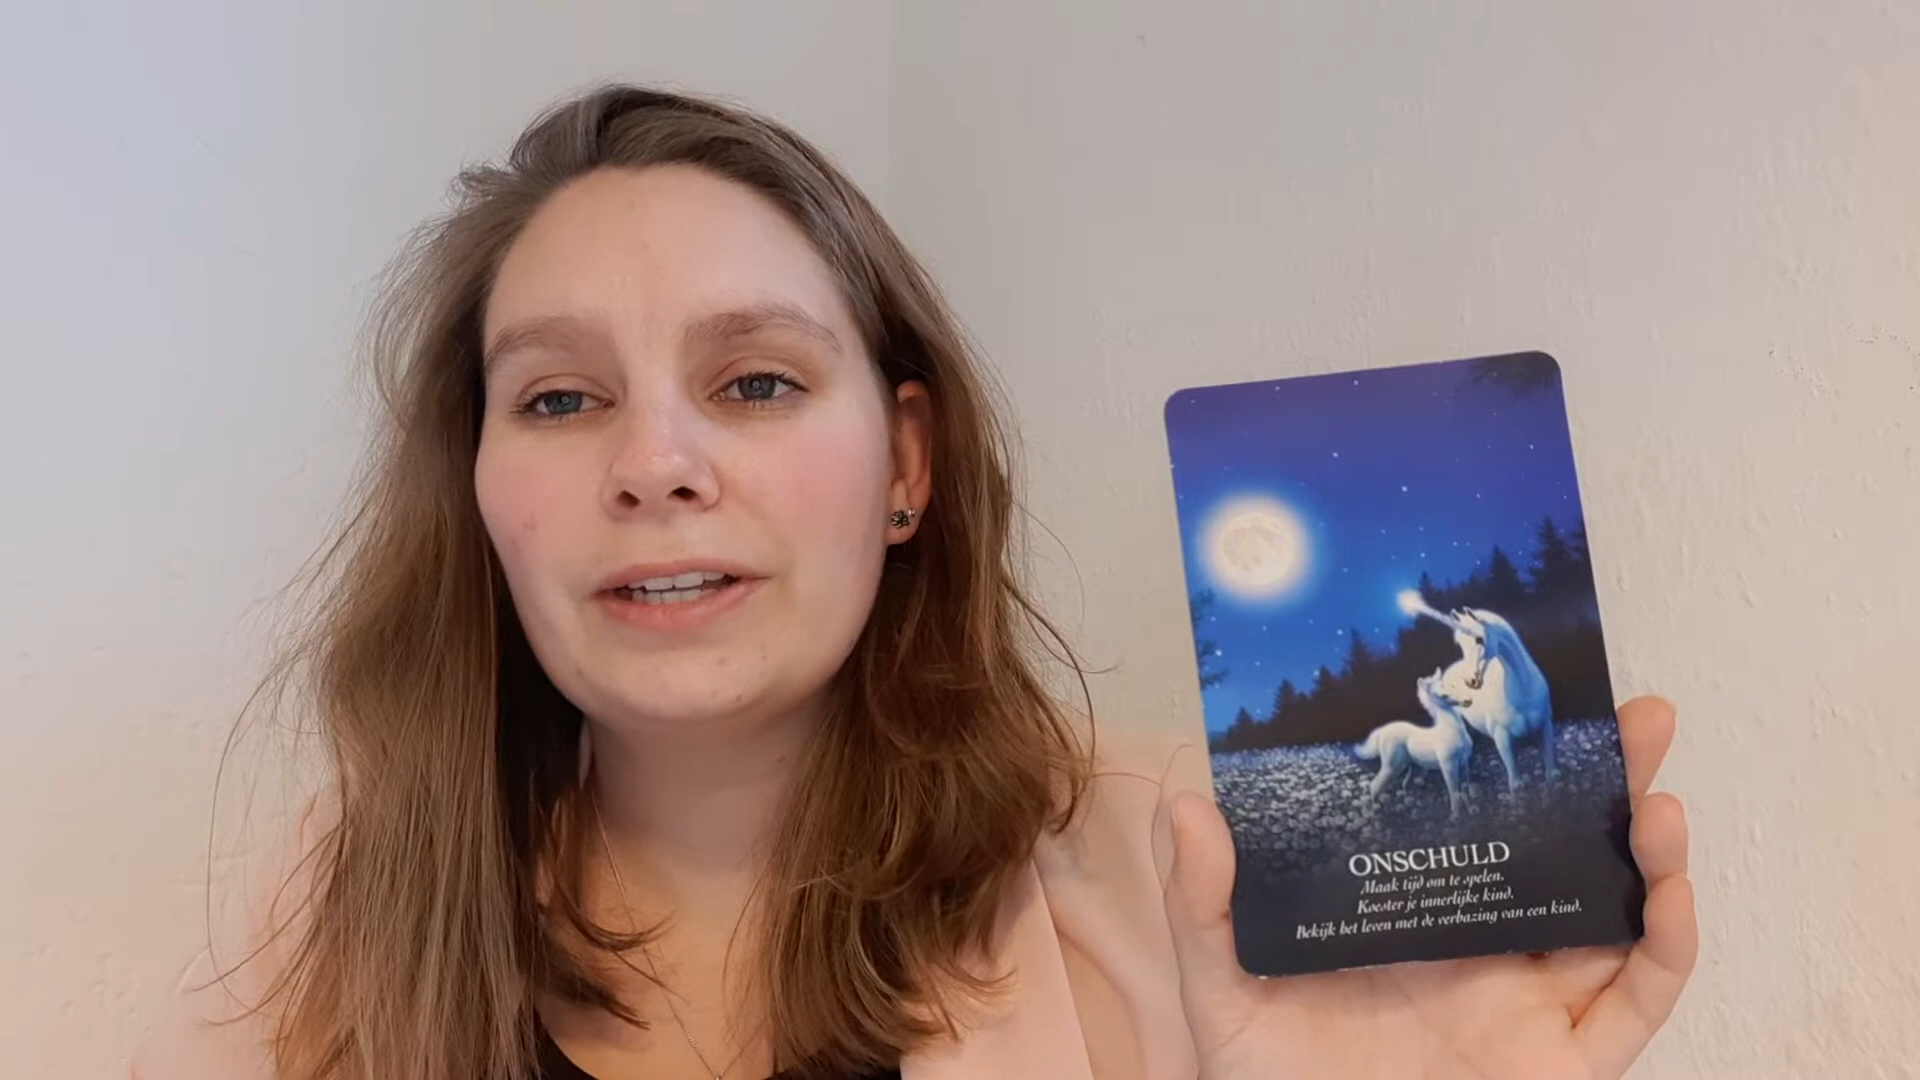 ONSCHULD
Maak tijd om te spelen.
Koester je innerlijke kind.
Bekijk het leven met de verbazing van een kind.